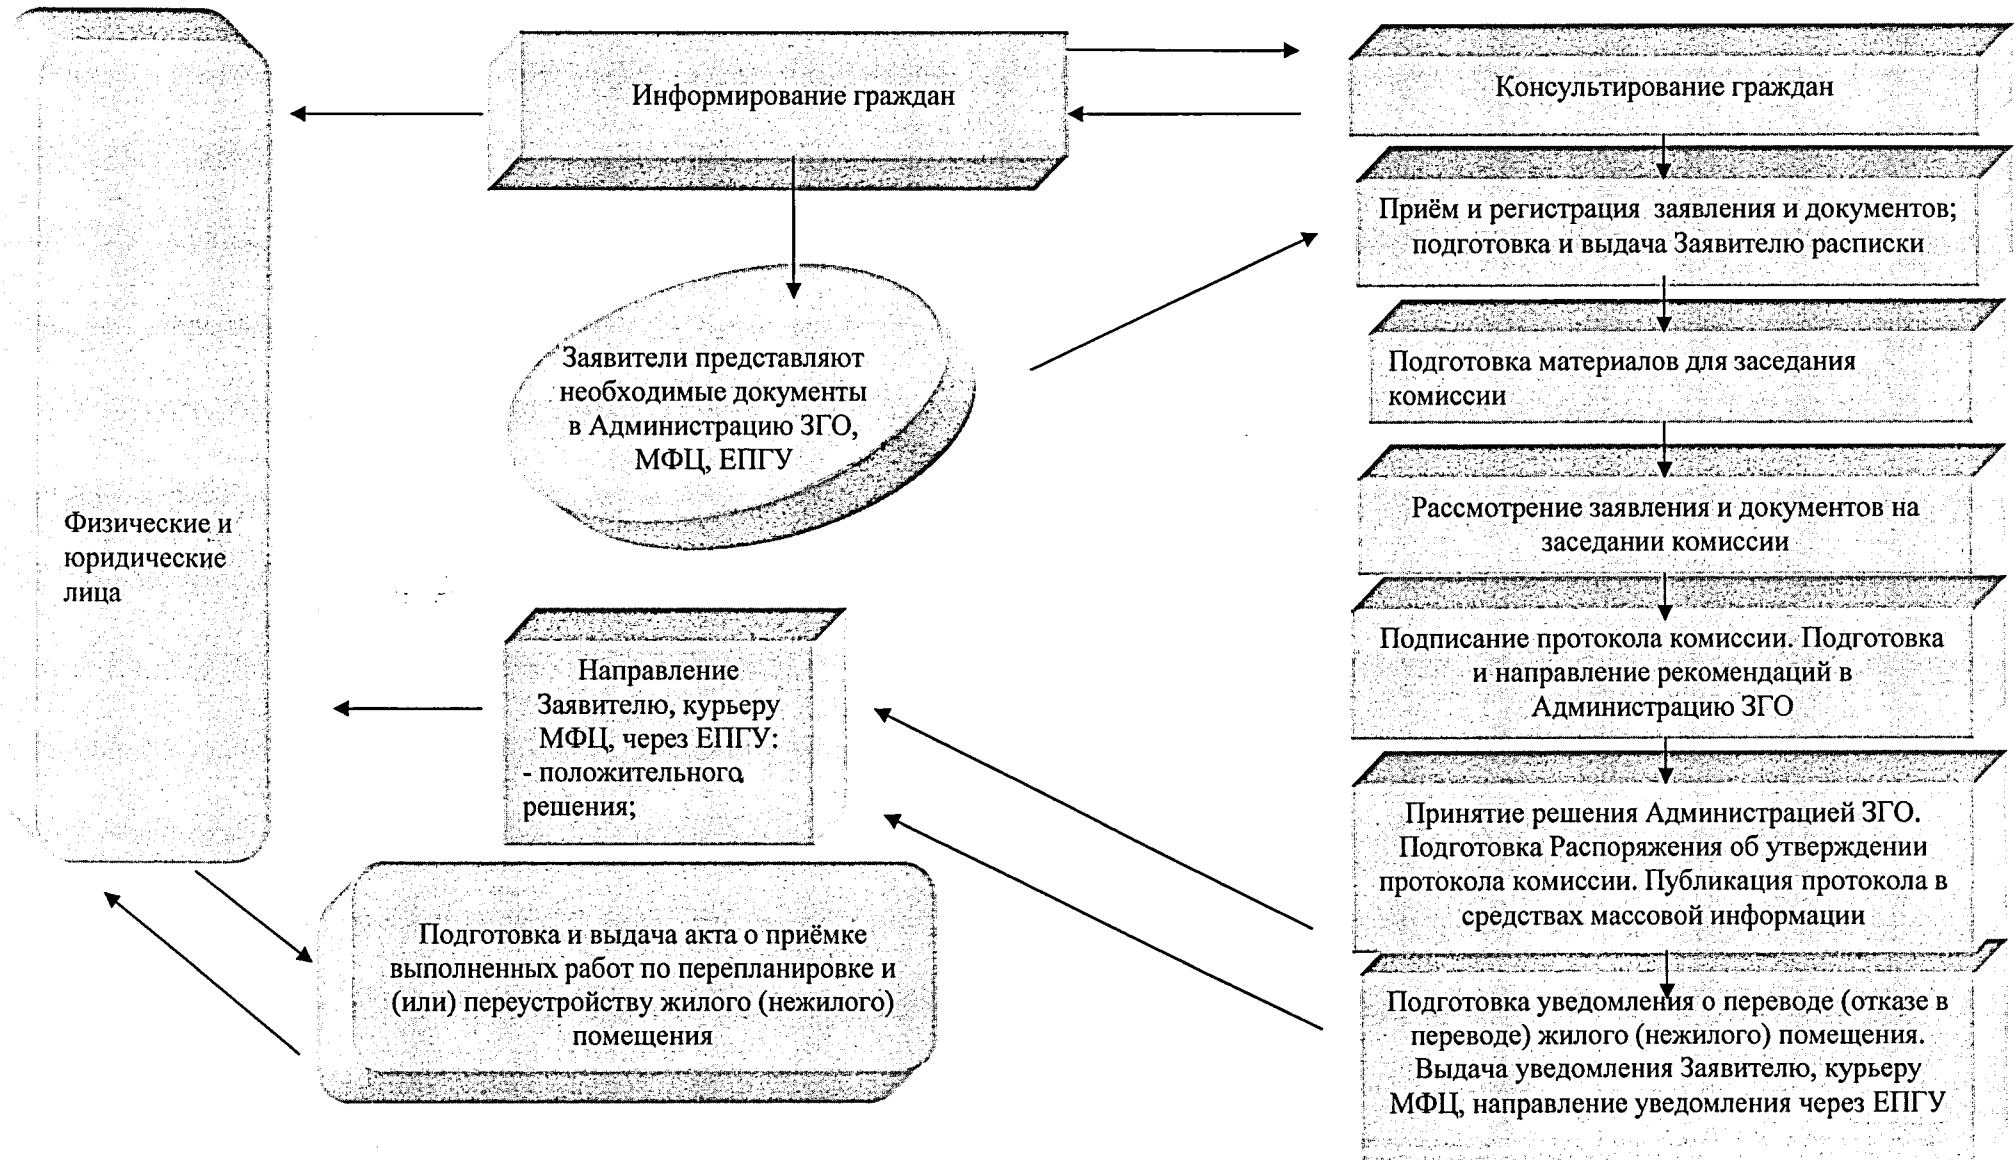 Информирование граждан
Консультирование граждан
Приём и регистрация заявления и документов;
подготовка и выдача Заявителю расписки
Заявители представляют
необходимые документы
в Администрацию ЗГО,
МФЦ, ЕПГУ
Подготовка материалов для заседания
комиссии
Рассмотрение заявления и документов на
заседании комиссии
Физические и
юридические
лица
Подписание протокола комиссии. Подготовка
и направление рекомендаций в
Администрацию ЗГО
Направление
Заявителю, курьеру
МФЦ, через ЕПГУ:
- положительного
решения;
Принятие решения Администрацией ЗГО.
Подготовка Распоряжения об утверждении
протокола комиссии. Публикация протокола в
средствах массовой информации
Подготовка и выдача акта о приёмке
выполненных работ по перепланировке и
(или) переустройству жилого (нежилого)
помещения
Подготовка уведомления о переводе (отказе в
переводе) жилого (нежилого) помещения.
Выдача уведомления Заявителю, курьеру
МФЦ, направление уведомления через ЕПГУ